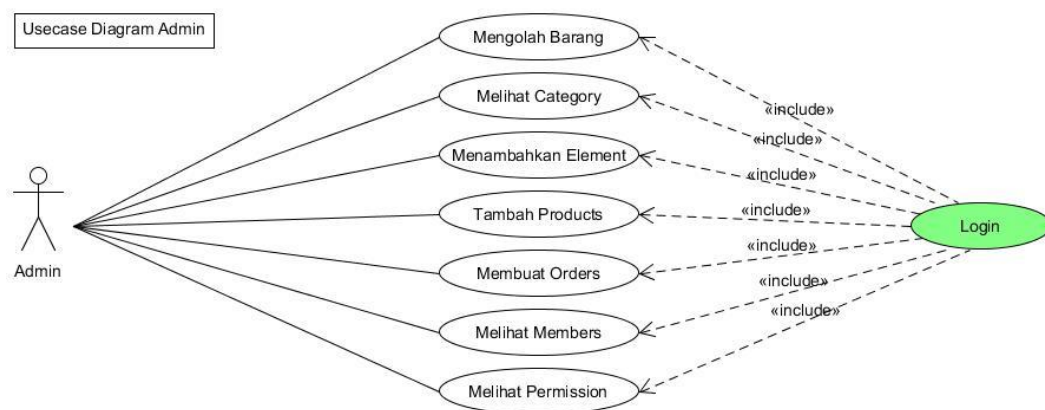 Usecase Diagram Admin
Mengolah Barang
«include»
Melihat Category
«include»
Menambahkan Element
«include»
Tambah Products
«include»
Login
Admin
Membuat Orders
«include»
Melihat Members
«include»
Melihat Permission
«include»